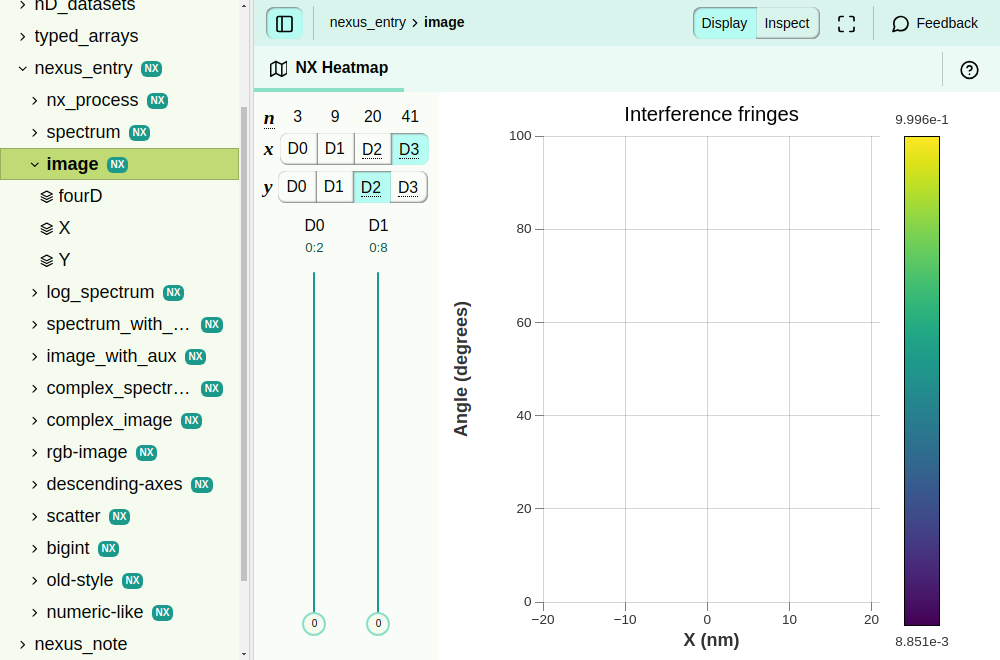 nD_datasets
typed_arrays
nexus_entry NX
nx_process NX
spectrum NX
image NX
fourD
X
Y
log_spectrum NX
spectrum_with_... NX
image_with_aux NX
complex_spectr... NX
complex_image NX
rgb-image NX
descending-axes NX
scatter NX
bigint NX
old-style NX
numeric-like NX
nexus_note
nexus_entry › image
Display Inspect
Feedback
NX Heatmap
n 3 9 20 41
x D0 D1 D2 D3
y D0 D1 D2 D3
D0 D1
0:2 0:8
0 0
Interference fringes
Angle (degrees)
100
80
60
40
20
0
−20 −10 0 10 20
X (nm)
9.996e-1
8.851e-3